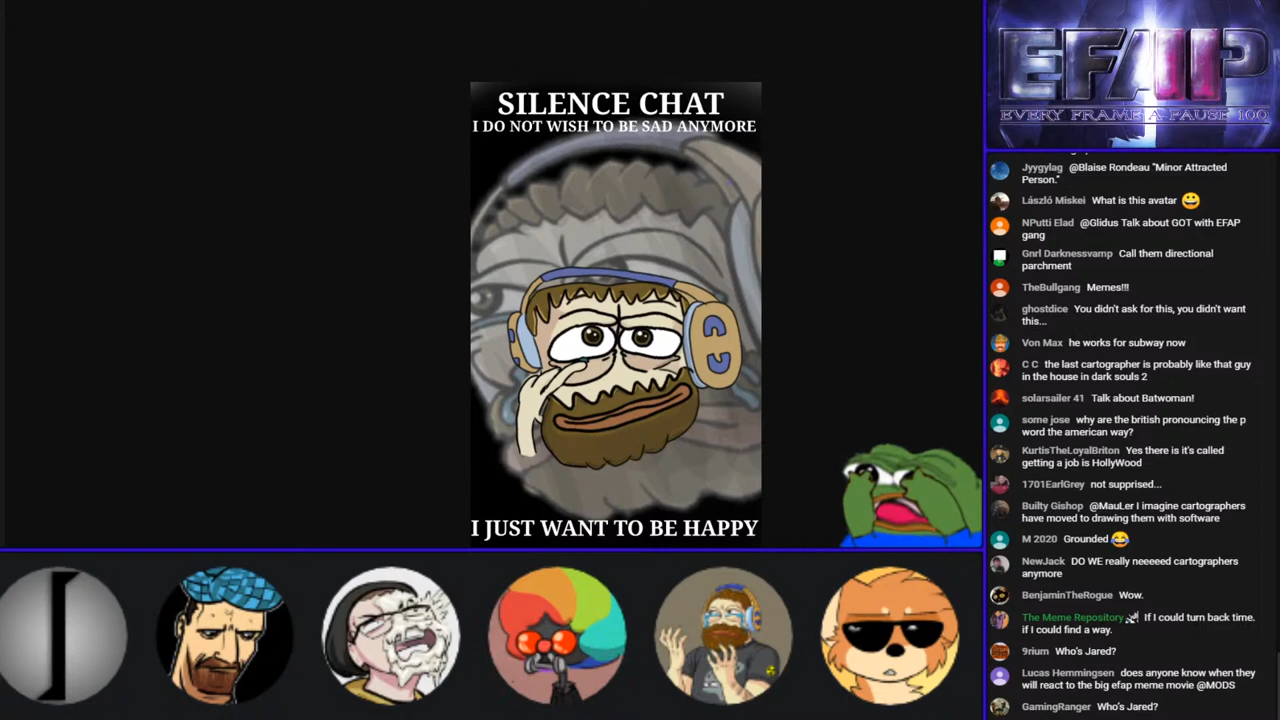 SILENCE CHAT
I DO NOT WISH TO BE SAD ANYMORE
I JUST WANT TO BE HAPPY
EFAP
EVERY FRAME A PAUSE 100
Jyygylag @Blaise Rondeau "Minor Attracted
Person."
László Miskei What is this avatar 😀
NPutti Elad @Glidus Talk about GOT with EFAP
gang
Gnrl Darknessvamp Call them directional
parchment
TheBullgang Memes!!!
ghostdice You didn't ask for this, you didn't want
this...
Von Max he works for subway now
C C the last cartographer is probably like that guy
in the house in dark souls 2
solarsailer 41 Talk about Batwoman!
some jose why are the british pronouncing the p
word the american way?
KurtisTheLoyalBriton Yes there is it's called
getting a job is HollyWood
1701EarlGrey not supprised...
Builty Gishop @MauLer I imagine cartographers
have moved to drawing them with software
M 2020 Grounded 😂
NewJack DO WE really neeeeed cartographers
anymore
BenjaminTheRogue Wow.
The Meme Repository If I could turn back time.
if I could find a way.
9rium Who's Jared?
Lucas Hemmingsen does anyone know when they
will react to the big efap meme movie @MODS
GamingRanger Who's Jared?